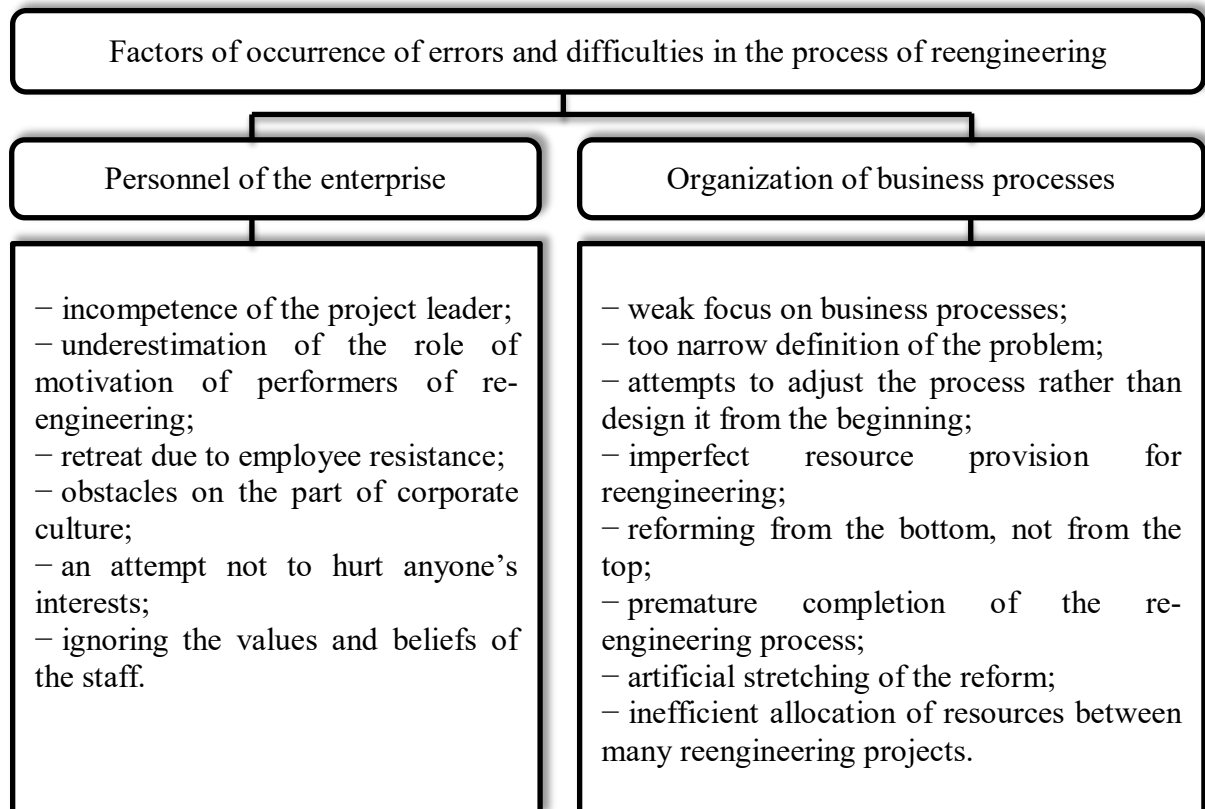 Factors of occurrence of errors and difficulties in the process of reengineering
Personnel of the enterprise
Organization of business processes
− incompetence of the project leader;
− underestimation of the role of
motivation of performers of re-
engineering;
− retreat due to employee resistance;
− obstacles on the part of corporate
culture;
− an attempt not to hurt anyone’s
interests;
− ignoring the values and beliefs of
the staff.
− weak focus on business processes;
− too narrow definition of the problem;
− attempts to adjust the process rather than
design it from the beginning;
− imperfect resource provision for
reengineering;
− reforming from the bottom, not from the
top;
− premature completion of the re-
engineering process;
− artificial stretching of the reform;
− inefficient allocation of resources between
many reengineering projects.